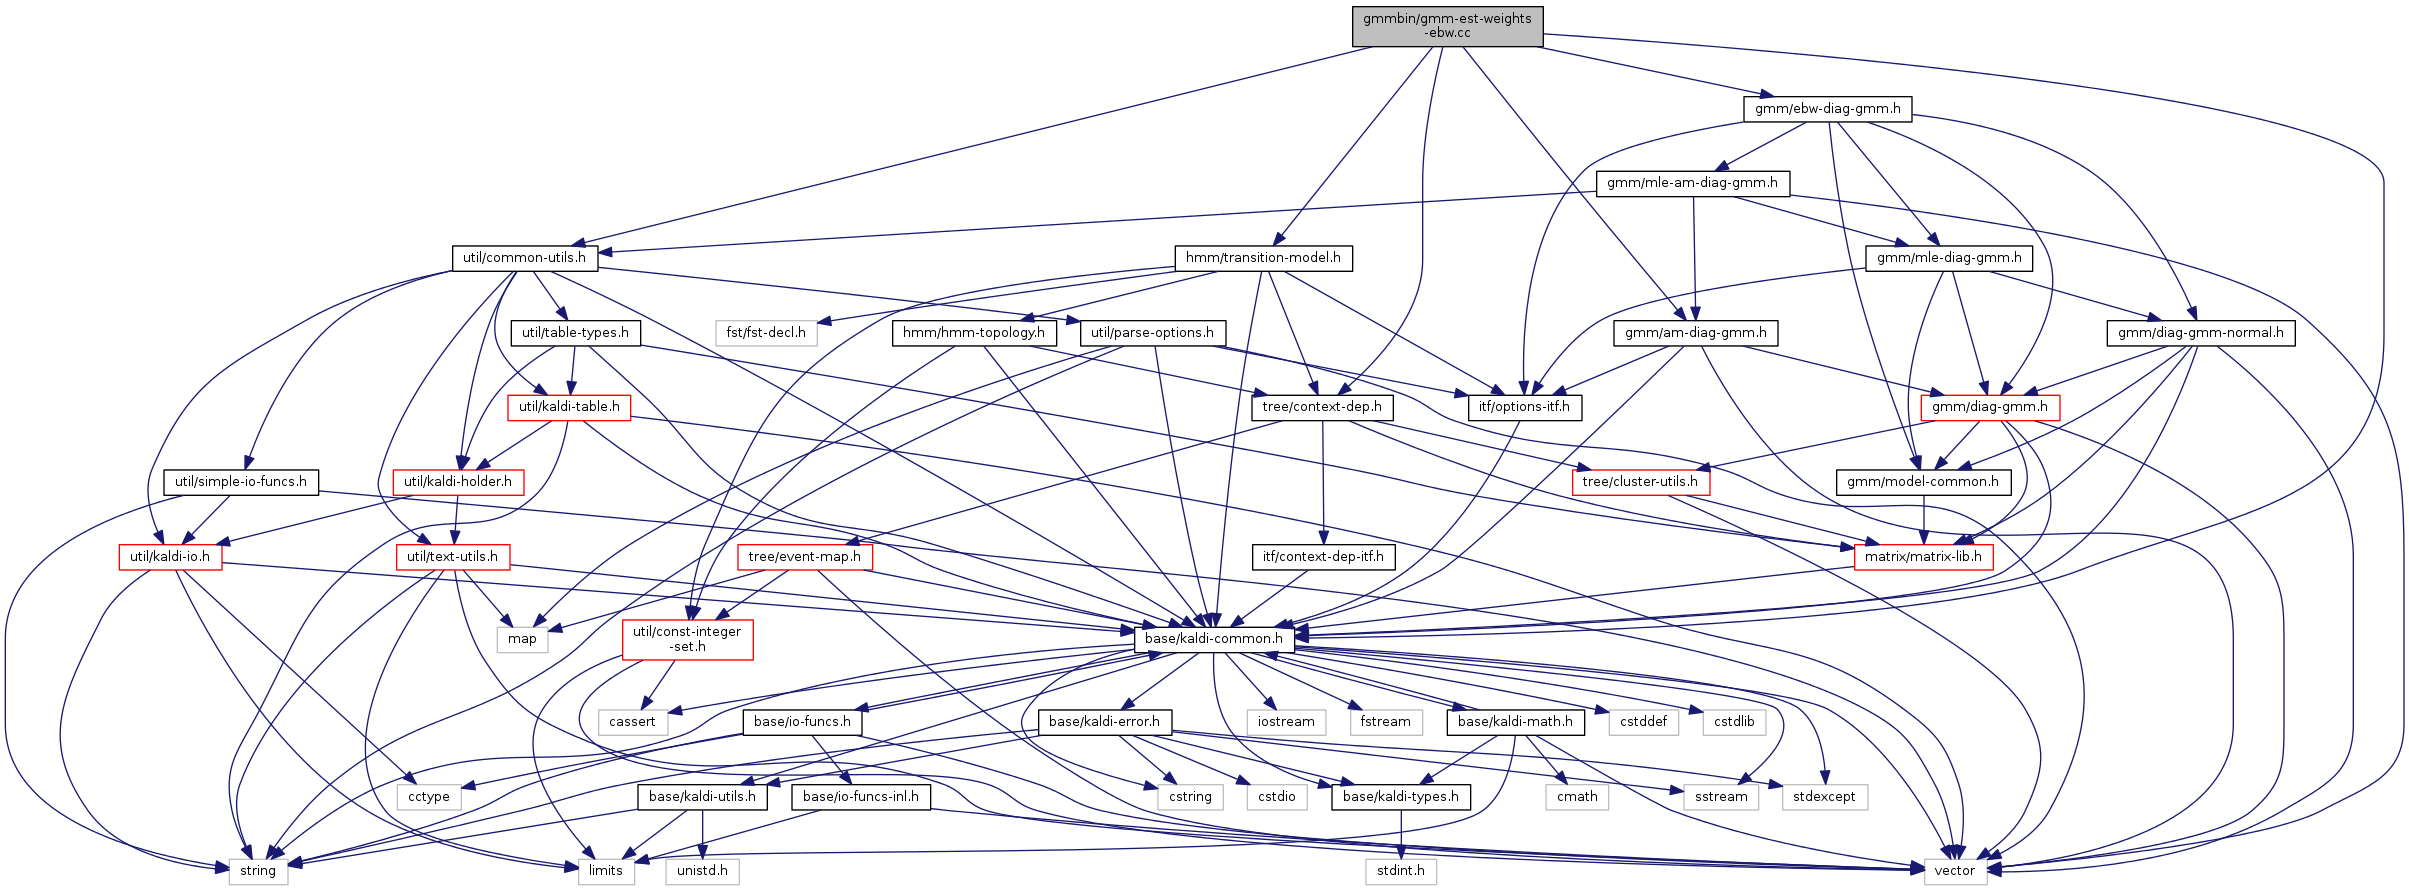 gmmbin/gmm-est-weights
-ebw.cc
gmm/ebw-diag-gmm.h
gmm/mle-am-diag-gmm.h
util/common-utils.h
hmm/transition-model.h
gmm/mle-diag-gmm.h
util/table-types.h
fst/fst-decl.h
hmm/hmm-topology.h
util/parse-options.h
gmm/am-diag-gmm.h
gmm/diag-gmm-normal.h
util/kaldi-table.h
tree/context-dep.h
itf/options-itf.h
gmm/diag-gmm.h
util/simple-io-funcs.h
util/kaldi-holder.h
tree/cluster-utils.h
gmm/model-common.h
util/kaldi-io.h
util/text-utils.h
tree/event-map.h
itf/context-dep-itf.h
matrix/matrix-lib.h
map
util/const-integer
-set.h
base/kaldi-common.h
cassert
base/io-funcs.h
base/kaldi-error.h
iostream
fstream
base/kaldi-math.h
cstddef
cstdlib
cctype
base/kaldi-utils.h
base/io-funcs-inl.h
cstring
cstdio
base/kaldi-types.h
cmath
sstream
stdexcept
string
limits
unistd.h
stdint.h
vector